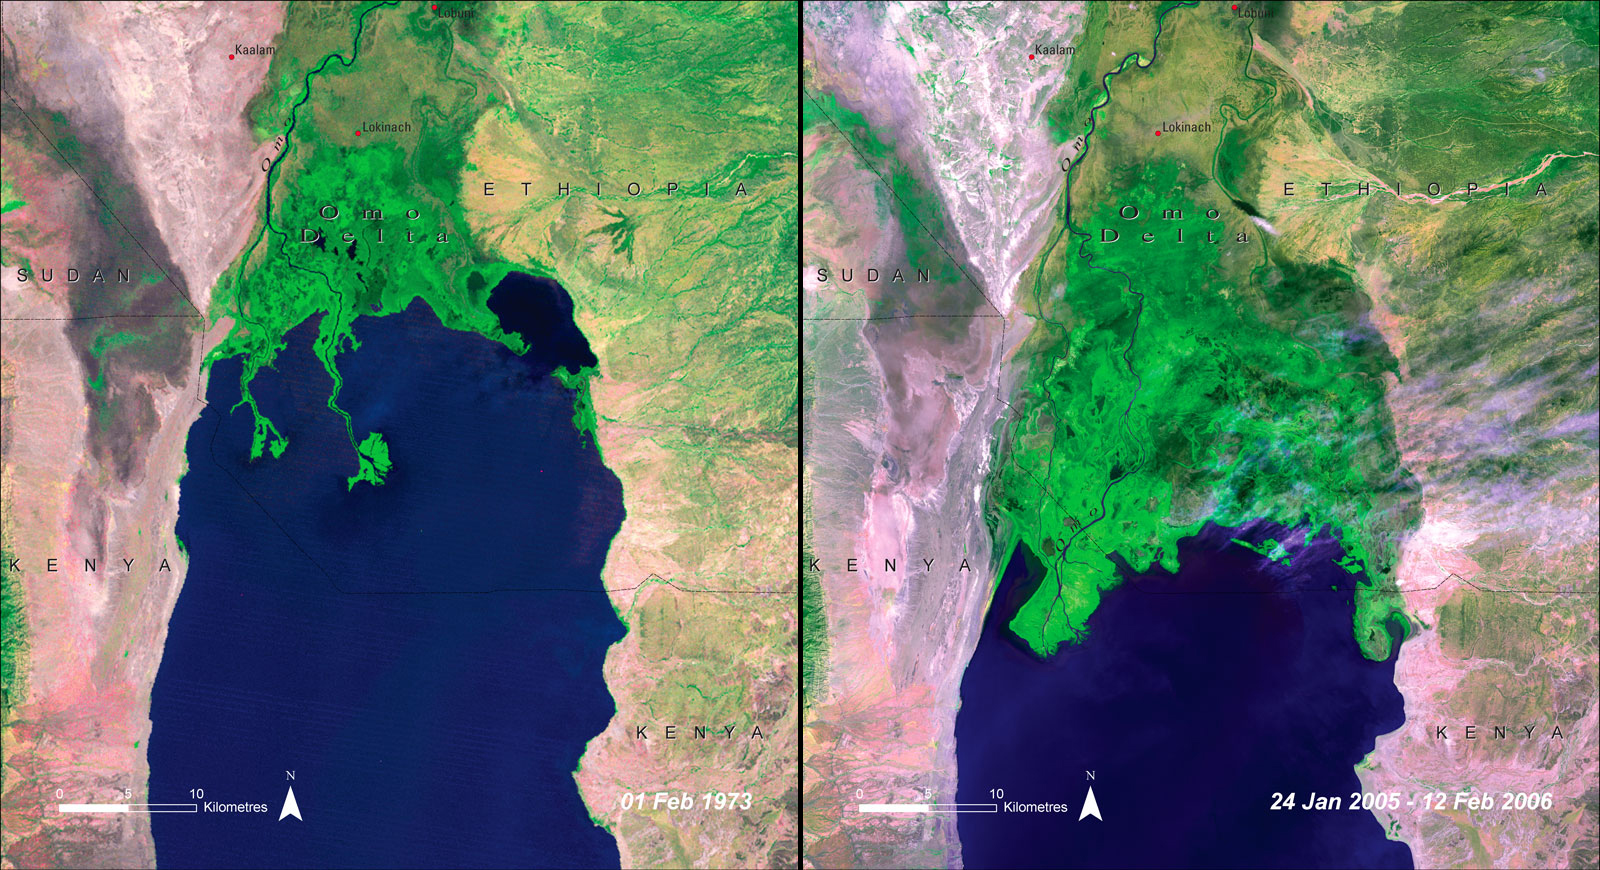 Lobuni
Kaalam
Lokinach
Omo
ETHIOPIA
Omo
Delta
SUDAN
KENYA
KENYA
N
0 5 10
Kilometres
01 Feb 1973
Lobuni
Kaalam
Lokinach
Omo
ETHIOPIA
Omo
Delta
SUDAN
Omo
KENYA
KENYA
N
0 5 10
Kilometres
24 Jan 2005 - 12 Feb 2006